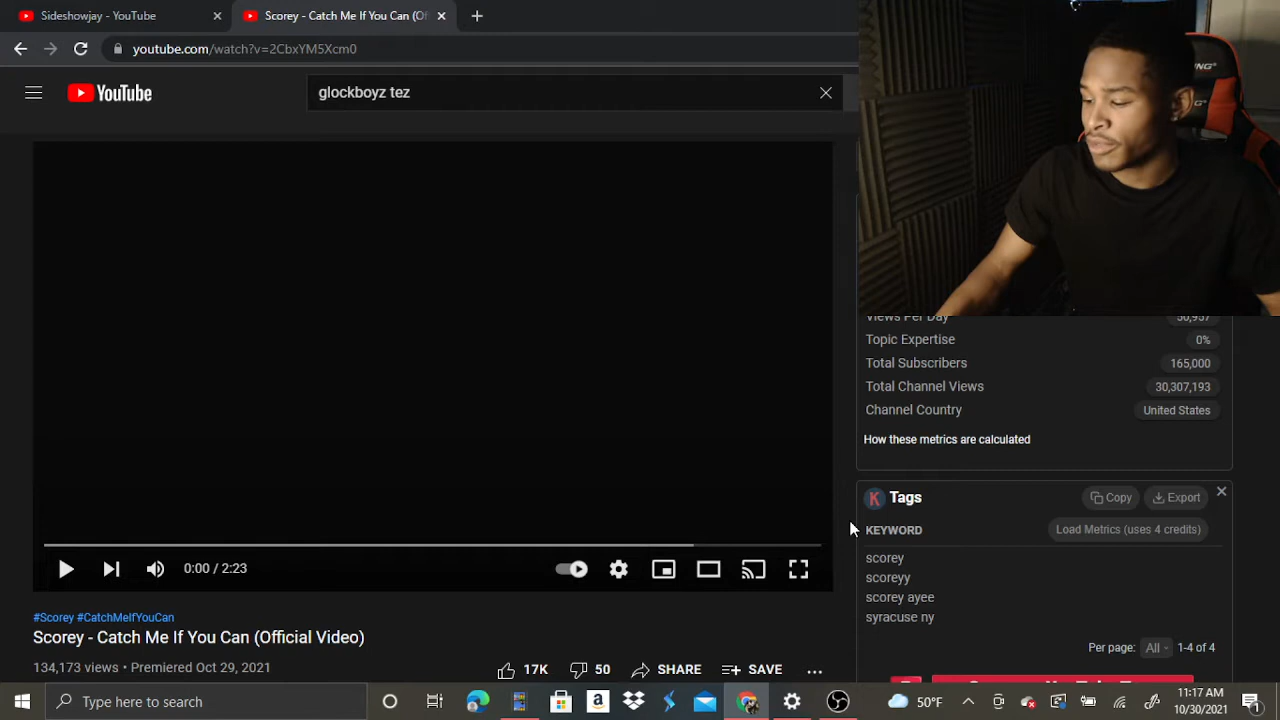 Sideshowjay - YouTube
Scorey - Catch Me If You Can (Of
youtube.com/watch?v=2CbxYM5Xcm0
YouTube
glockboyz tez
Views Per Day
Topic Expertise 0%
Total Subscribers 165,000
Total Channel Views 30,307,193
Channel Country United States
How these metrics are calculated
K Tags Copy Export
KEYWORD Load Metrics (uses 4 credits)
scorey
scoreyy
scorey ayee
syracuse ny
Per page: All 1-4 of 4
0:00 / 2:23
#Scorey #CatchMeIfYouCan
Scorey - Catch Me If You Can (Official Video)
134,173 views • Premiered Oct 29, 2021
17K 50 SHARE SAVE
Type here to search
50°F
11:17 AM
10/30/2021